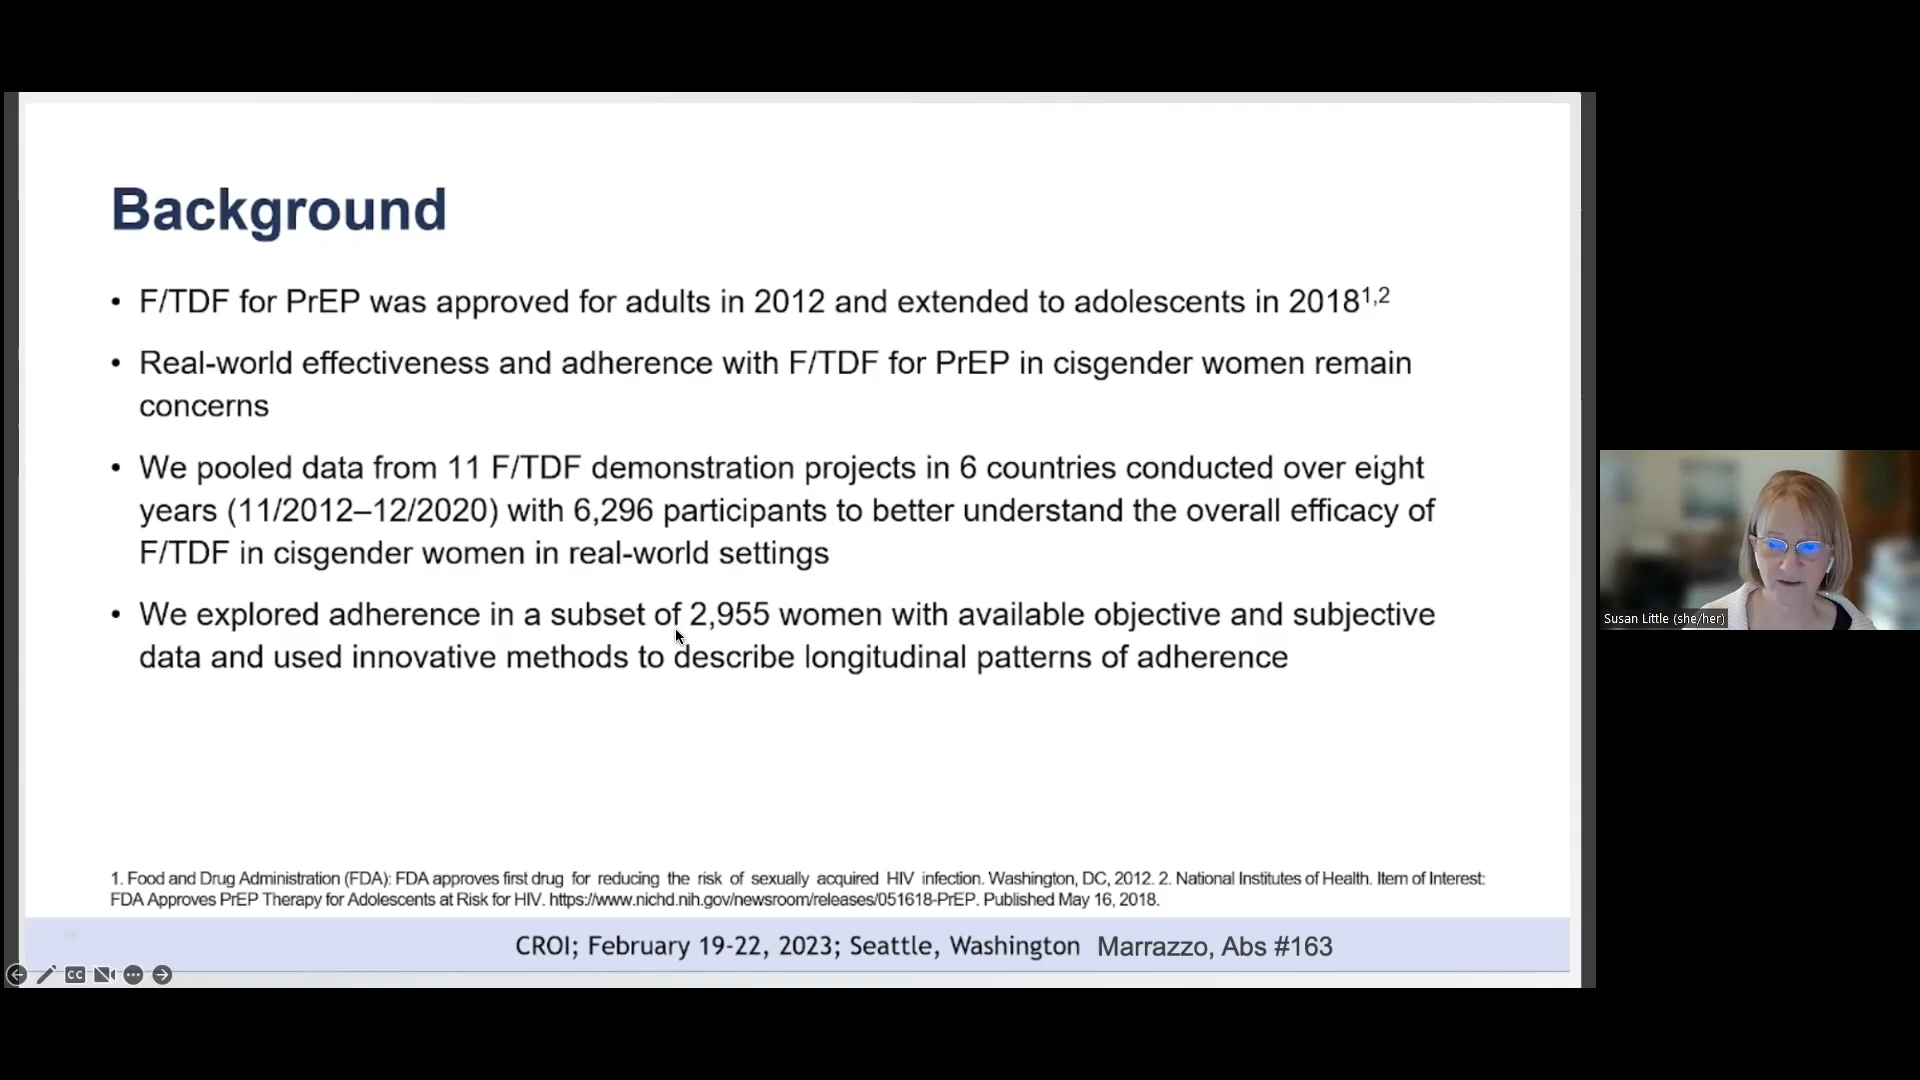 Background
• F/TDF for PrEP was approved for adults in 2012 and extended to adolescents in 20181,2
• Real-world effectiveness and adherence with F/TDF for PrEP in cisgender women remain
concerns
• We pooled data from 11 F/TDF demonstration projects in 6 countries conducted over eight
years (11/2012–12/2020) with 6,296 participants to better understand the overall efficacy of
F/TDF in cisgender women in real-world settings
• We explored adherence in a subset of 2,955 women with available objective and subjective
data and used innovative methods to describe longitudinal patterns of adherence
1. Food and Drug Administration (FDA): FDA approves first drug for reducing the risk of sexually acquired HIV infection. Washington, DC, 2012. 2. National Institutes of Health. Item of Interest:
FDA Approves PrEP Therapy for Adolescents at Risk for HIV. https://www.nichd.nih.gov/newsroom/releases/051618-PrEP. Published May 16, 2018.
CROI; February 19-22, 2023; Seattle, Washington Marrazzo, Abs #163
CC
Susan Little (she/her)